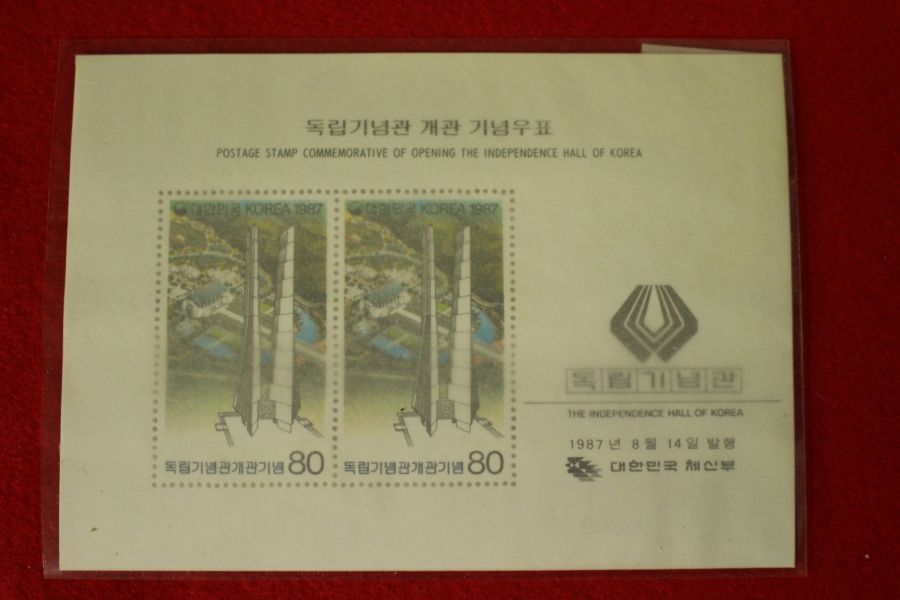 독립기념관 개관 기념우표
POSTAGE STAMP COMMEMORATIVE OF OPENING THE INDEPENDENCE HALL OF KOREA
대한민국 KOREA 1987
독립기념관개관기념 80
대한민국 KOREA 1987
독립기념관개관기념 80
독립기념관
THE INDEPENDENCE HALL OF KOREA
1987년 8월 14일 발행
대한민국 체신부